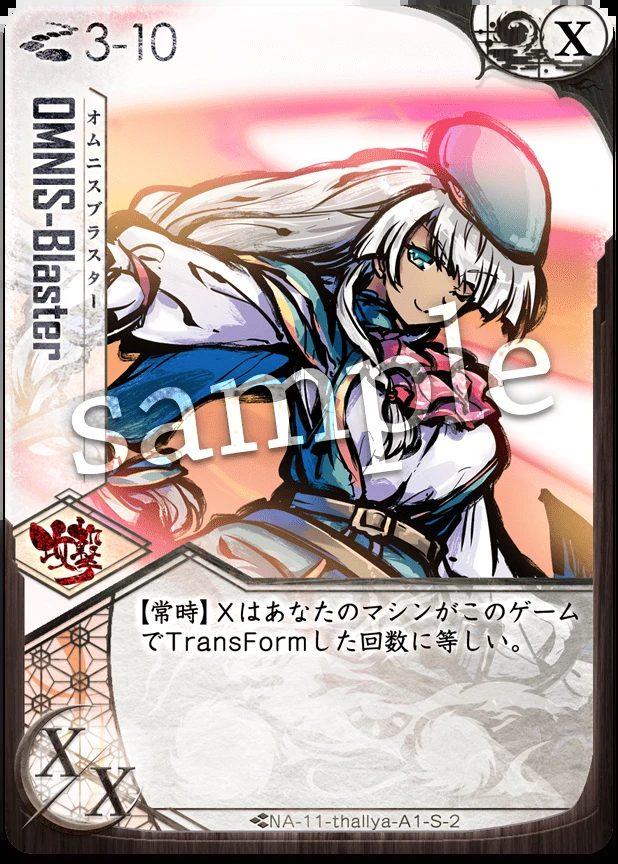 3-10
X
OMNIS-Blaster
オムニスブラスター
sample
攻撃
【常時】Xはあなたのマシンがこのゲーム
でTransFormした回数に等しい。
X/X
NA-11-thallya-A1-S-2